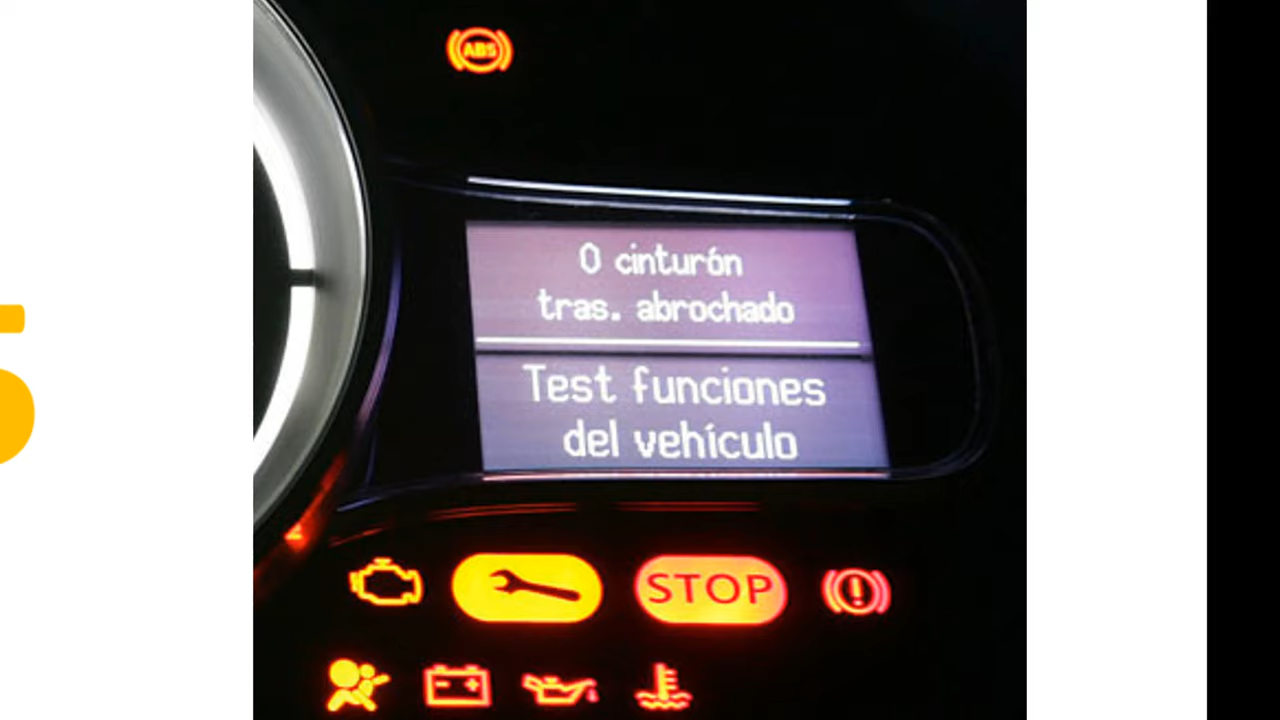 ABS
0 cinturón
tras. abrochado
Test funciones
del vehículo
STOP